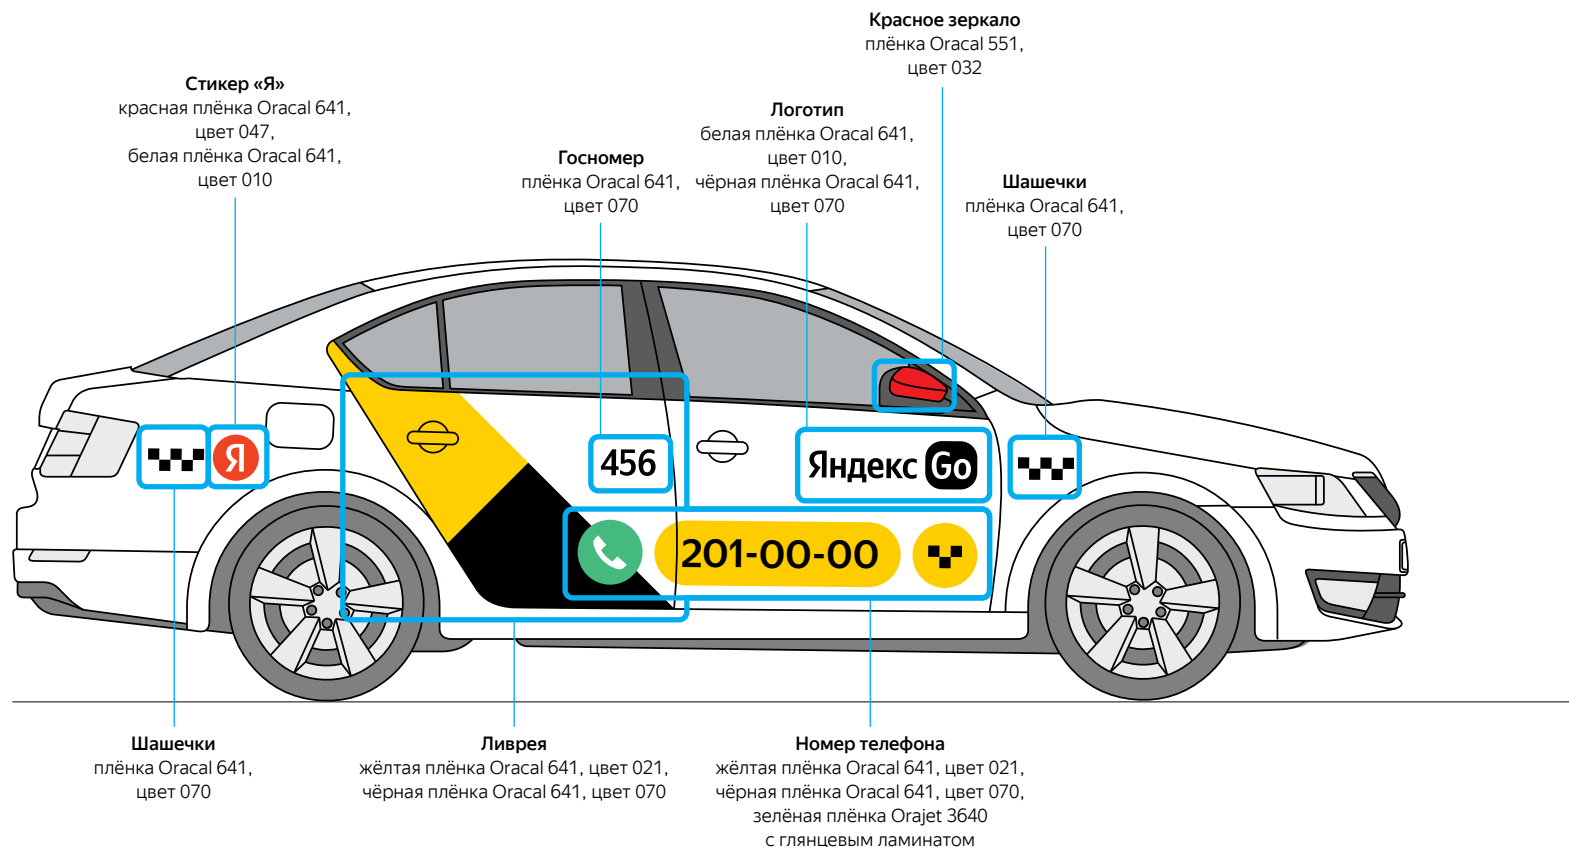 Красное зеркало
плёнка Oracal 551,
цвет 032
Стикер «Я»
красная плёнка Oracal 641,
цвет 047,
белая плёнка Oracal 641,
цвет 010
Логотип
белая плёнка Oracal 641,
цвет 010,
чёрная плёнка Oracal 641,
цвет 070
Госномер
плёнка Oracal 641,
цвет 070
Шашечки
плёнка Oracal 641,
цвет 070
Я
456
Яндекс Go
201-00-00
Шашечки
плёнка Oracal 641,
цвет 070
Ливрея
жёлтая плёнка Oracal 641, цвет 021,
чёрная плёнка Oracal 641, цвет 070
Номер телефона
жёлтая плёнка Oracal 641, цвет 021,
чёрная плёнка Oracal 641, цвет 070,
зелёная плёнка Orajet 3640
с глянцевым ламинатом